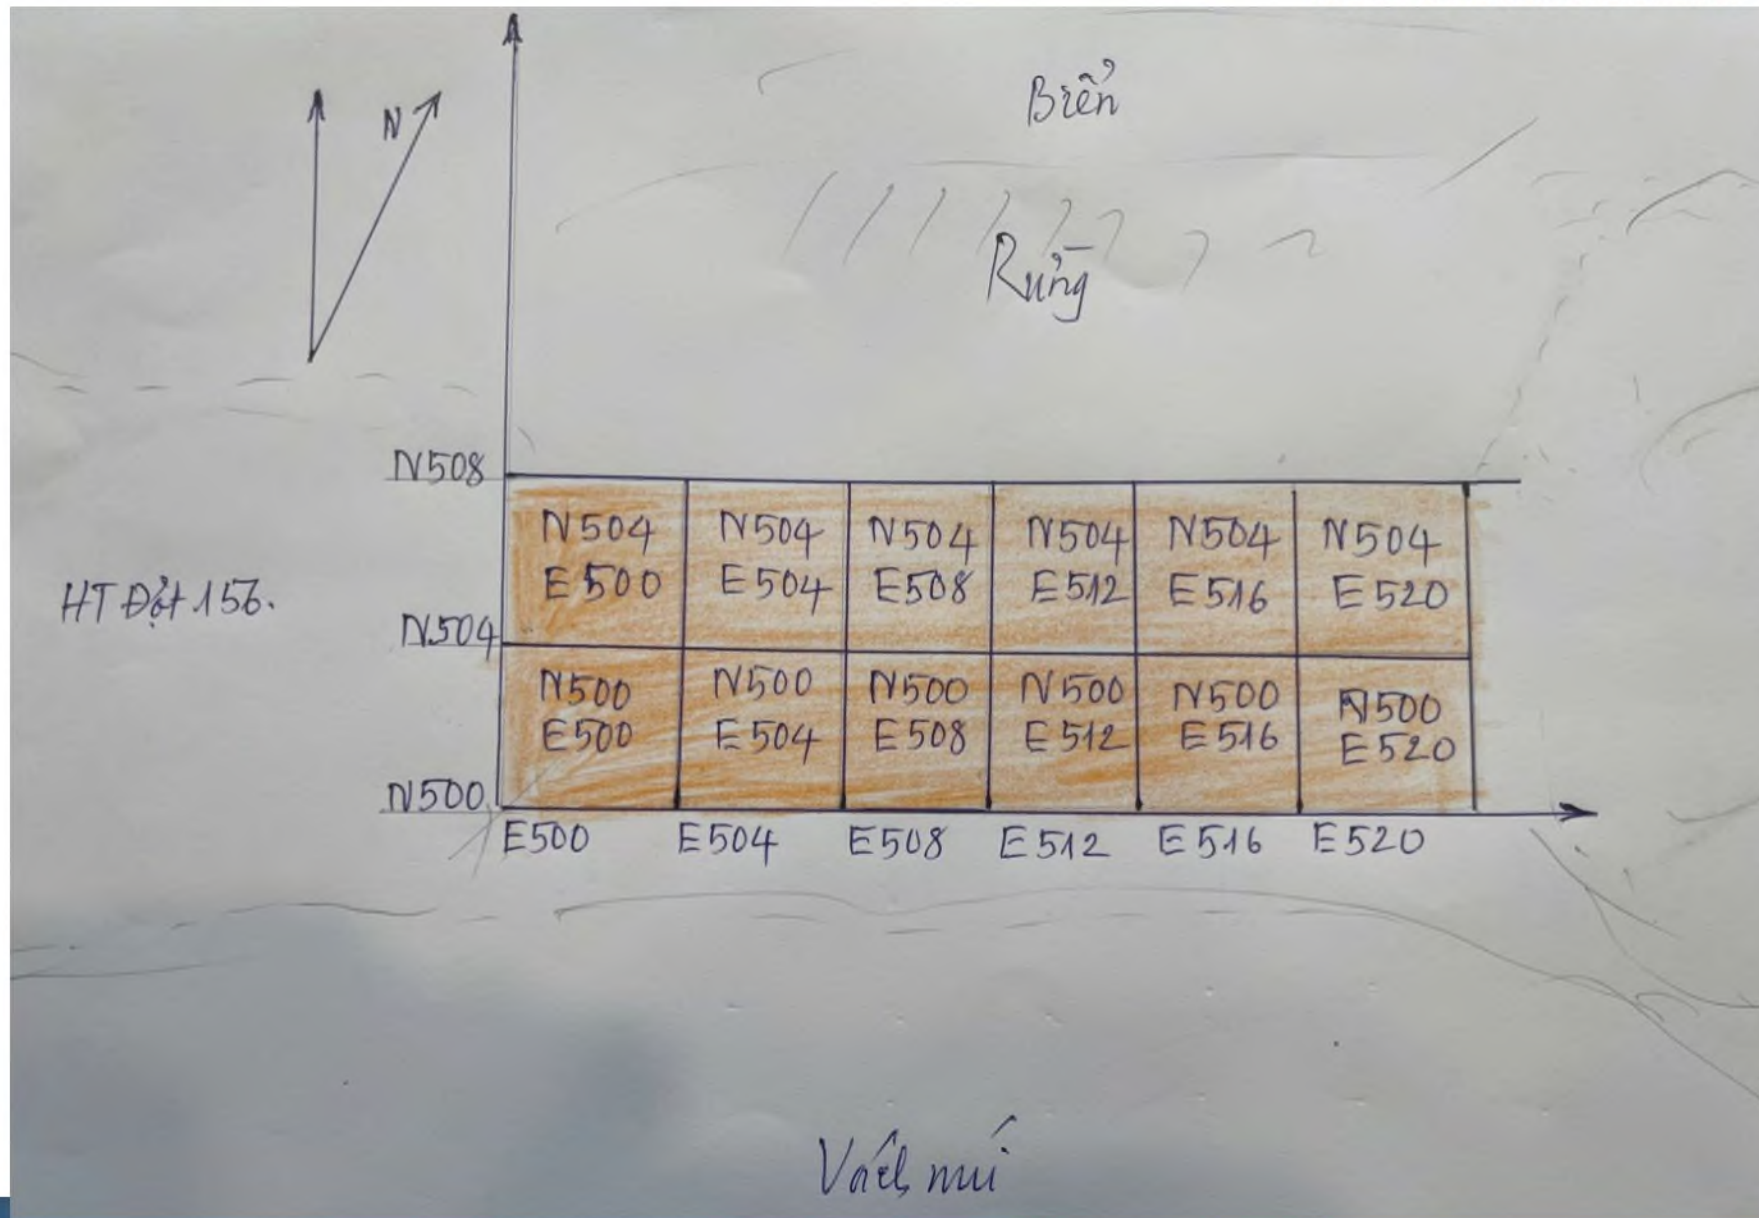 Biển
N
Rừng
N508
N504 N504 N504 N504 N504 N504
E500 E504 E508 E512 E516 E520
HT Đợt 156.
N504
N500 N500 N500 N500 N500 N500
E500 E504 E508 E512 E516 E520
N500
E500 E504 E508 E512 E516 E520
Vách núi